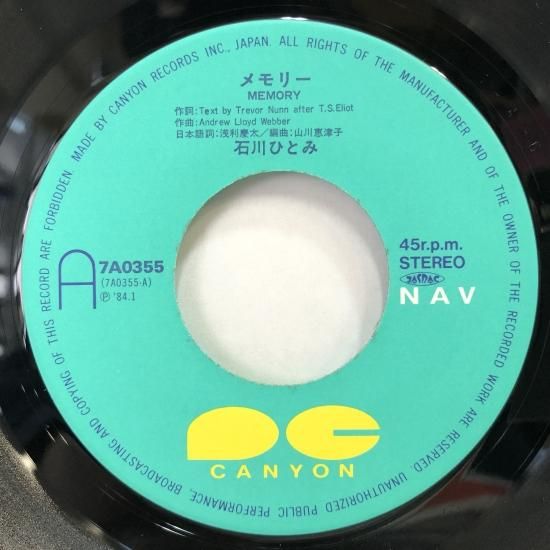 MADE BY CANYON RECORDS INC., JAPAN. ALL RIGHTS OF THE MANUFACTURER AND OF THE OWNER OF THE RECORDED WORK ARE RESERVED. UNAUTHORIZED PUBLIC PERFORMANCE, BROADCASTING AND COPYING OF THIS RECORD ARE FORBIDDEN.
メモリー
MEMORY
作詞:Text by Trevor Nunn after T.S.Eliot
作曲:Andrew Lloyd Webber
日本語詞:浅利慶太/編曲:山川恵津子
石川ひとみ
A 7A0355
(7A0355-A)
Ⓟ '84.1
45r.p.m.
STEREO
JASRAC
NAV
CANYON